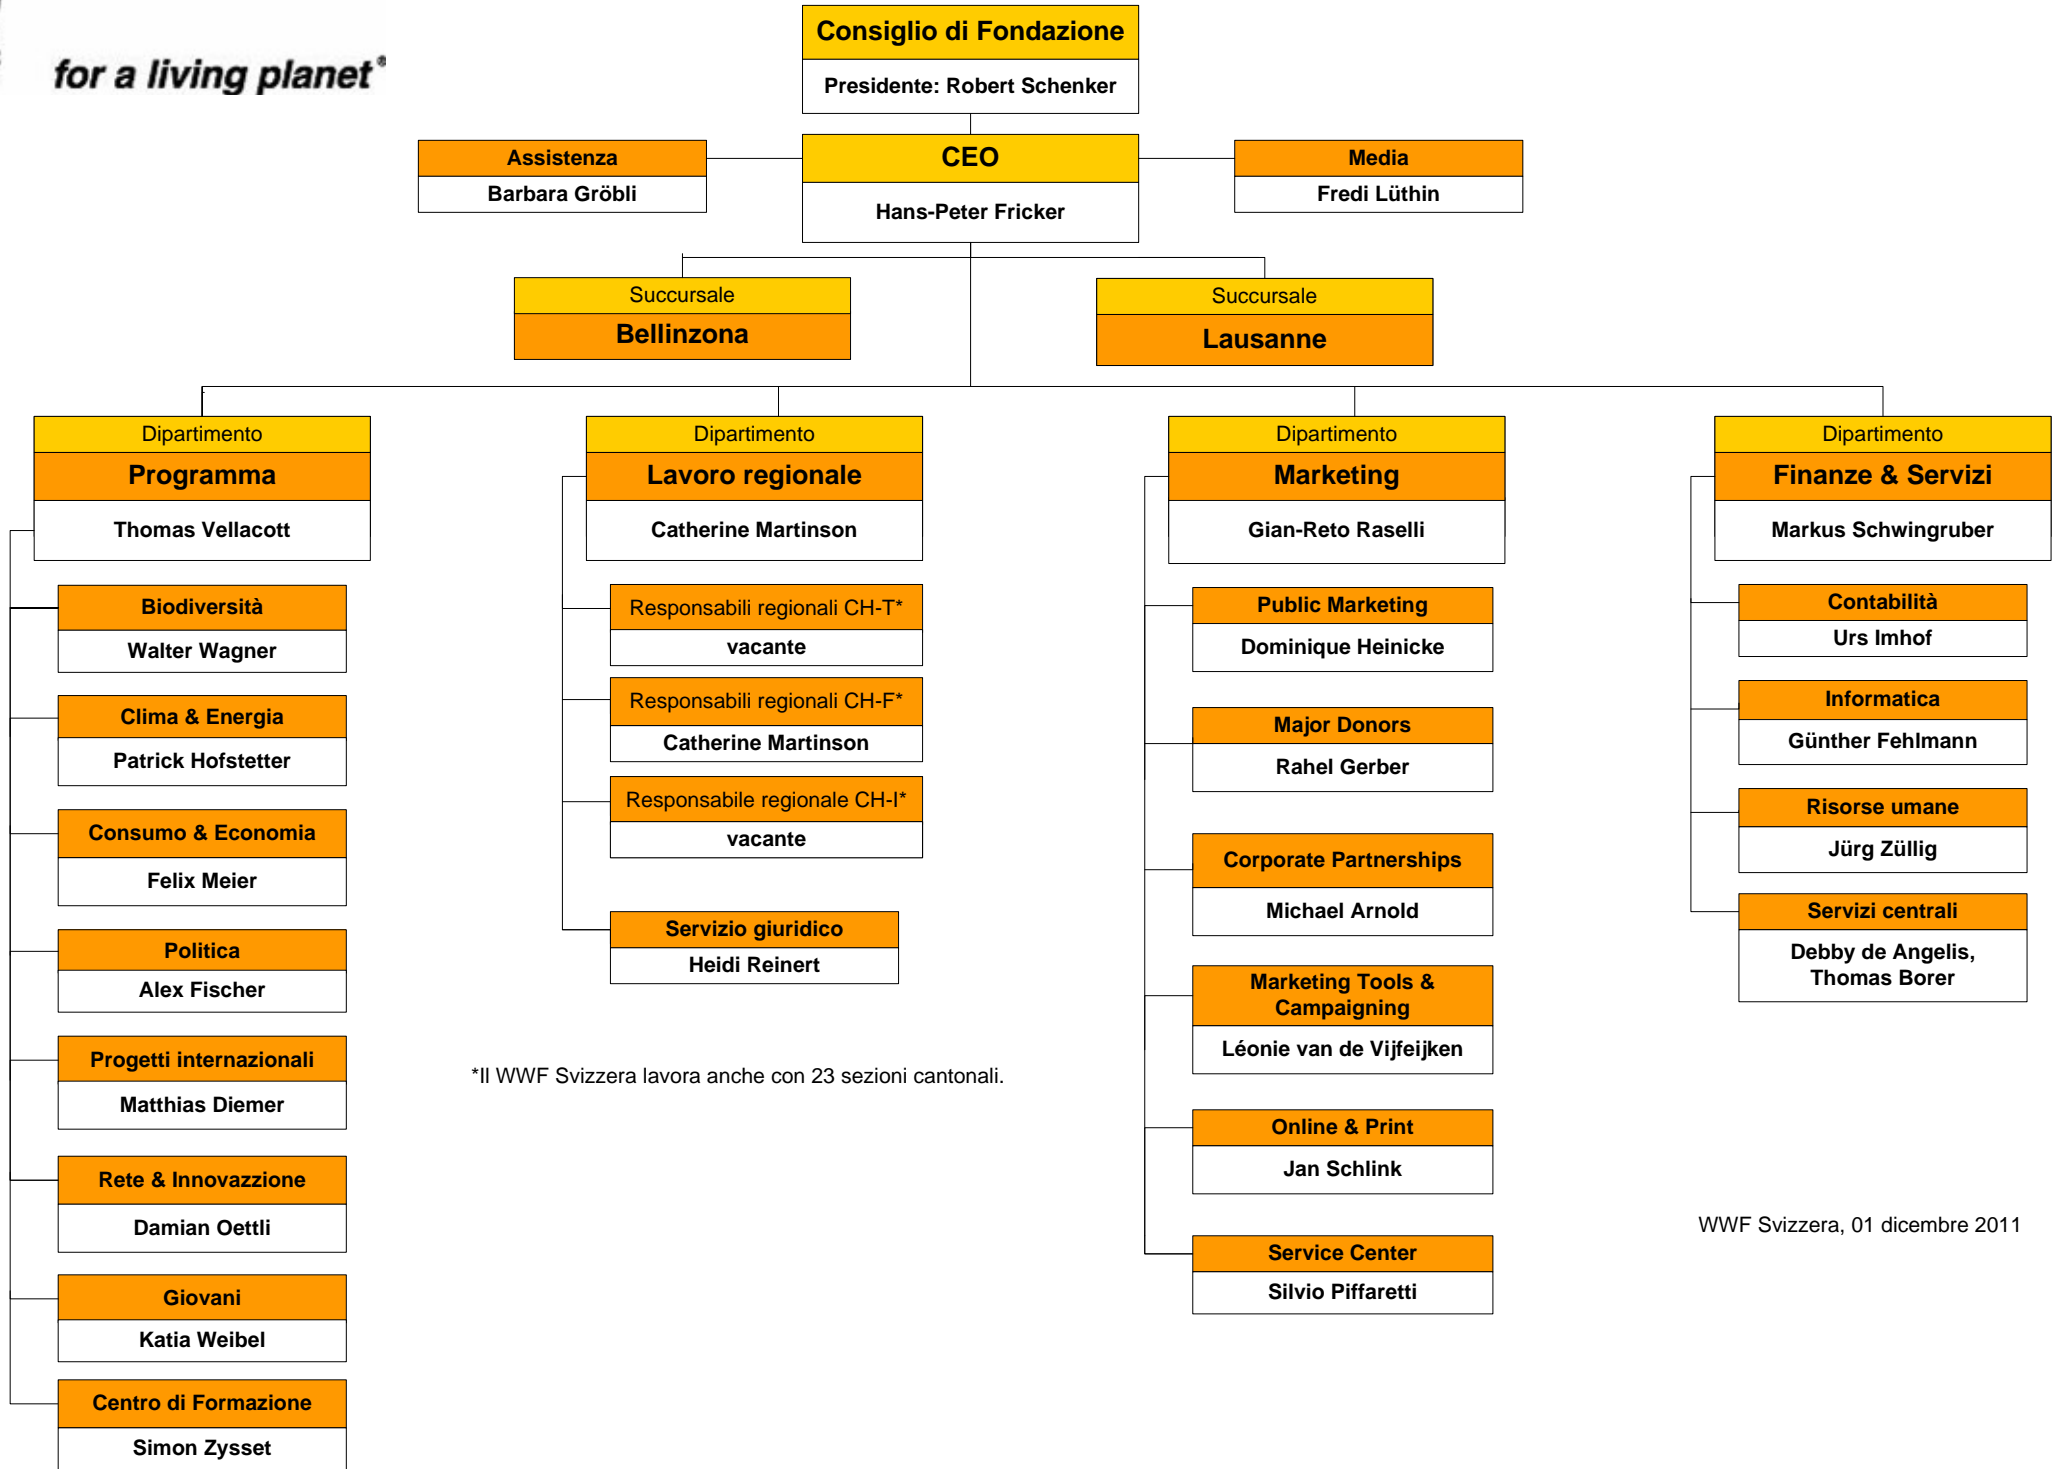 for a living planet®
Consiglio di Fondazione
Presidente: Robert Schenker
Assistenza
Barbara Gröbli
CEO
Hans-Peter Fricker
Media
Fredi Lüthin
Succursale
Bellinzona
Succursale
Lausanne
Dipartimento
Programma
Thomas Vellacott
Biodiversità
Walter Wagner
Clima & Energia
Patrick Hofstetter
Consumo & Economia
Felix Meier
Politica
Alex Fischer
Progetti internazionali
Matthias Diemer
Rete & Innovazzione
Damian Oettli
Giovani
Katia Weibel
Centro di Formazione
Simon Zysset
Dipartimento
Lavoro regionale
Catherine Martinson
Responsabili regionali CH-T*
vacante
Responsabili regionali CH-F*
Catherine Martinson
Responsabile regionale CH-I*
vacante
Servizio giuridico
Heidi Reinert
*Il WWF Svizzera lavora anche con 23 sezioni cantonali.
Dipartimento
Marketing
Gian-Reto Raselli
Public Marketing
Dominique Heinicke
Major Donors
Rahel Gerber
Corporate Partnerships
Michael Arnold
Marketing Tools &
Campaigning
Léonie van de Vijfeijken
Online & Print
Jan Schlink
Service Center
Silvio Piffaretti
Dipartimento
Finanze & Servizi
Markus Schwingruber
Contabilità
Urs Imhof
Informatica
Günther Fehlmann
Risorse umane
Jürg Züllig
Servizi centrali
Debby de Angelis,
Thomas Borer
WWF Svizzera, 01 dicembre 2011